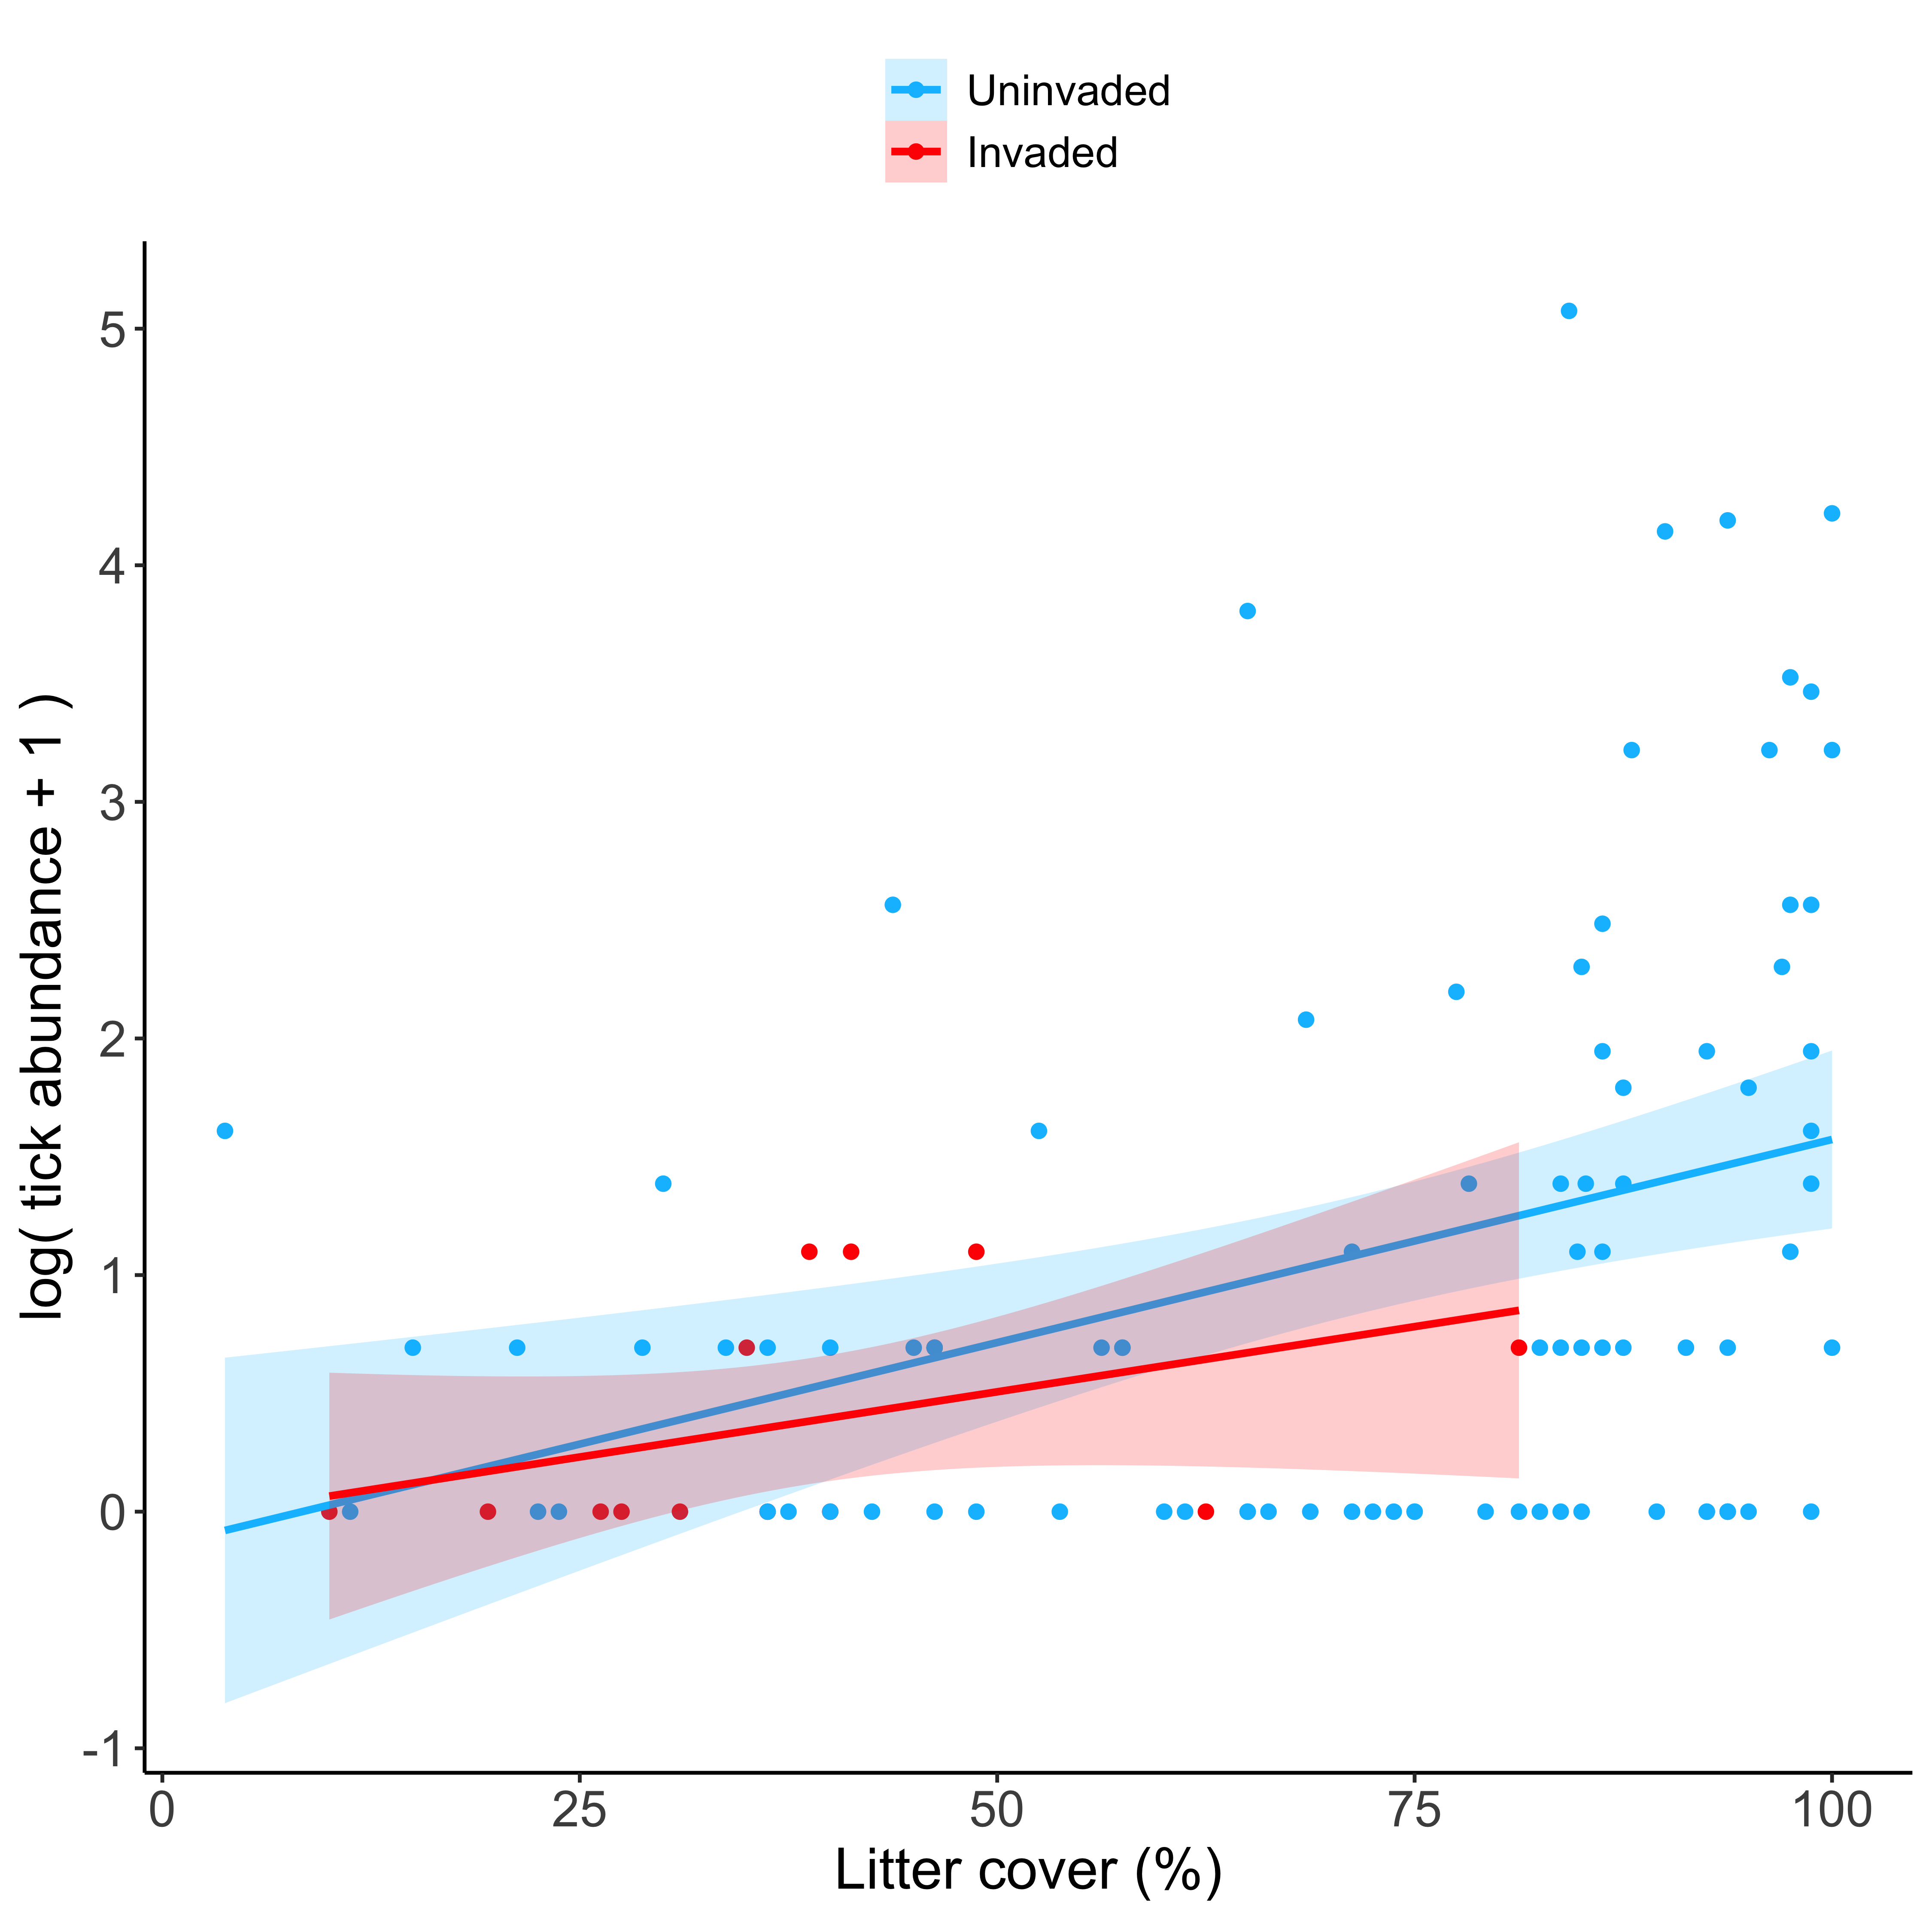 Uninvaded
Invaded
log( tick abundance + 1 )
5
4
3
2
1
0
-1
0 25 50 75 100
Litter cover (%)